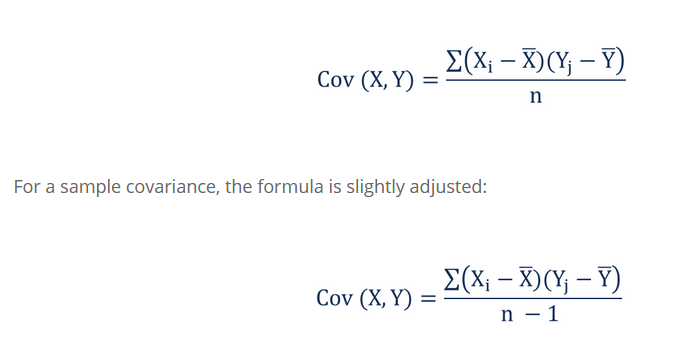 Cov (X, Y) = Σ(Xᵢ − X̅)(Yⱼ − Y̅) / n
For a sample covariance, the formula is slightly adjusted:
Cov (X, Y) = Σ(Xᵢ − X̅)(Yⱼ − Y̅) / n − 1